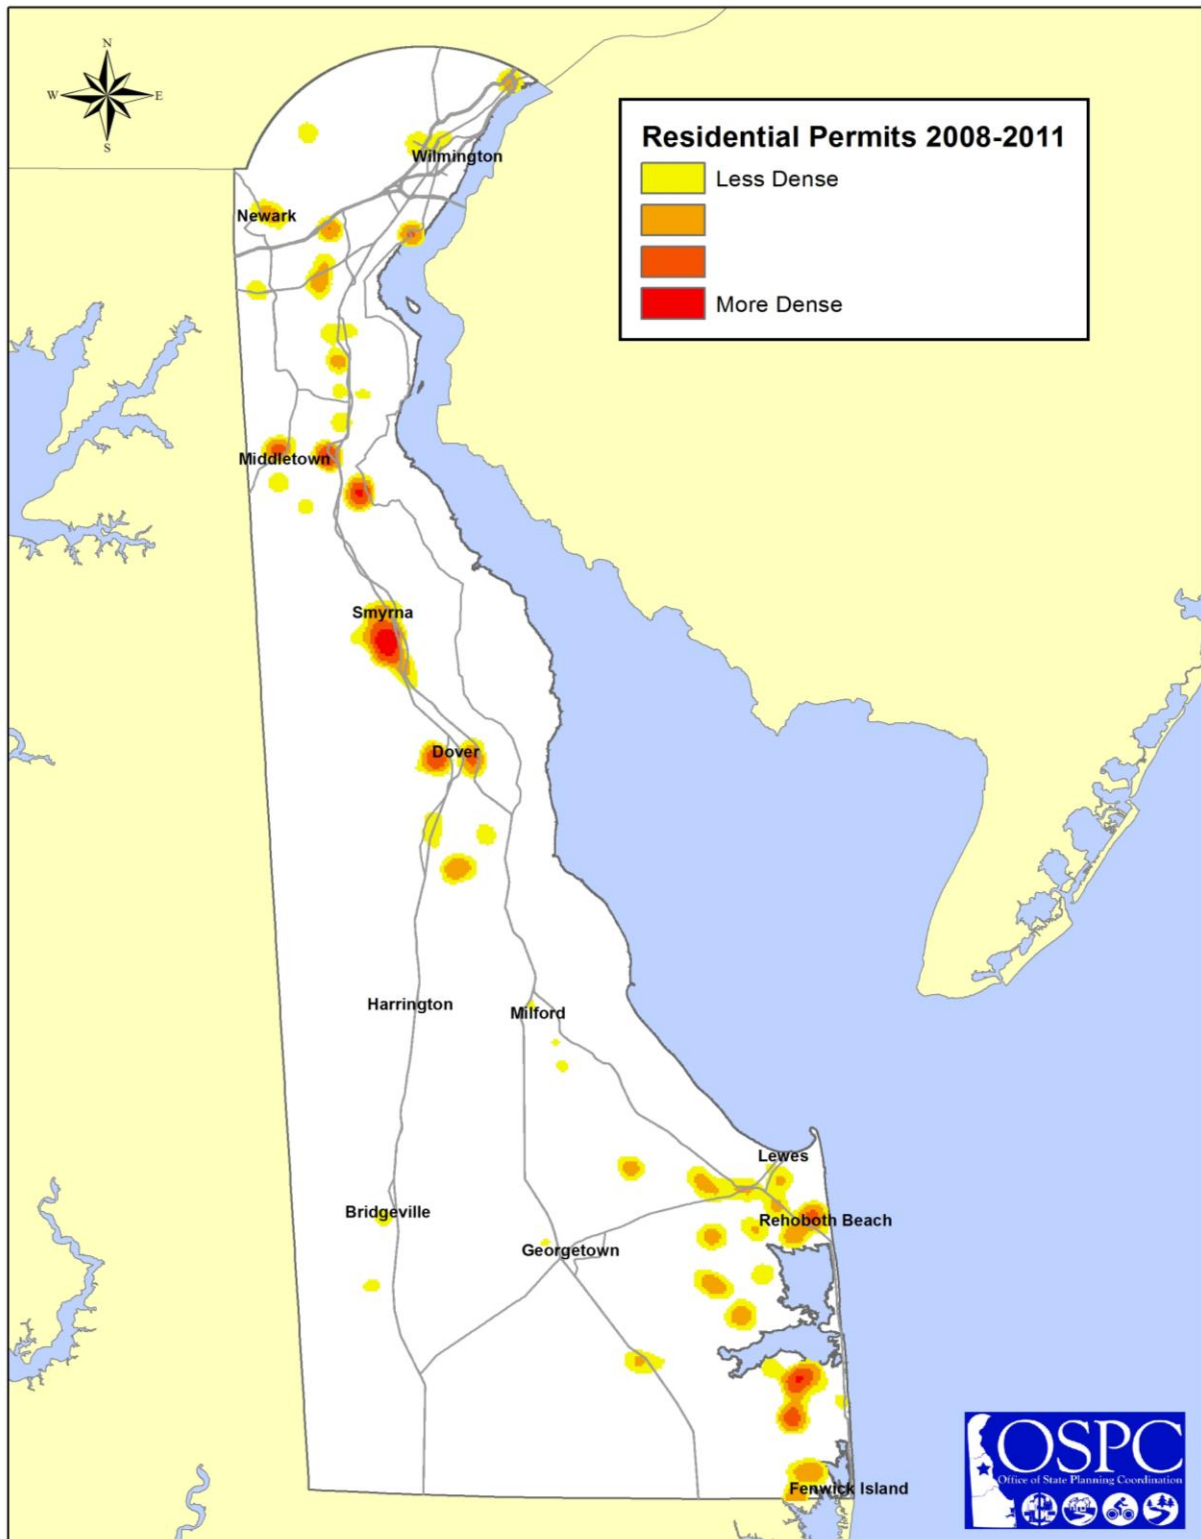 N
W E
S
Residential Permits 2008-2011
Less Dense
More Dense
Wilmington
Newark
Middletown
Smyrna
Dover
Harrington
Milford
Lewes
Bridgeville
Rehoboth Beach
Georgetown
Fenwick Island
OSPC
Office of State Planning Coordination